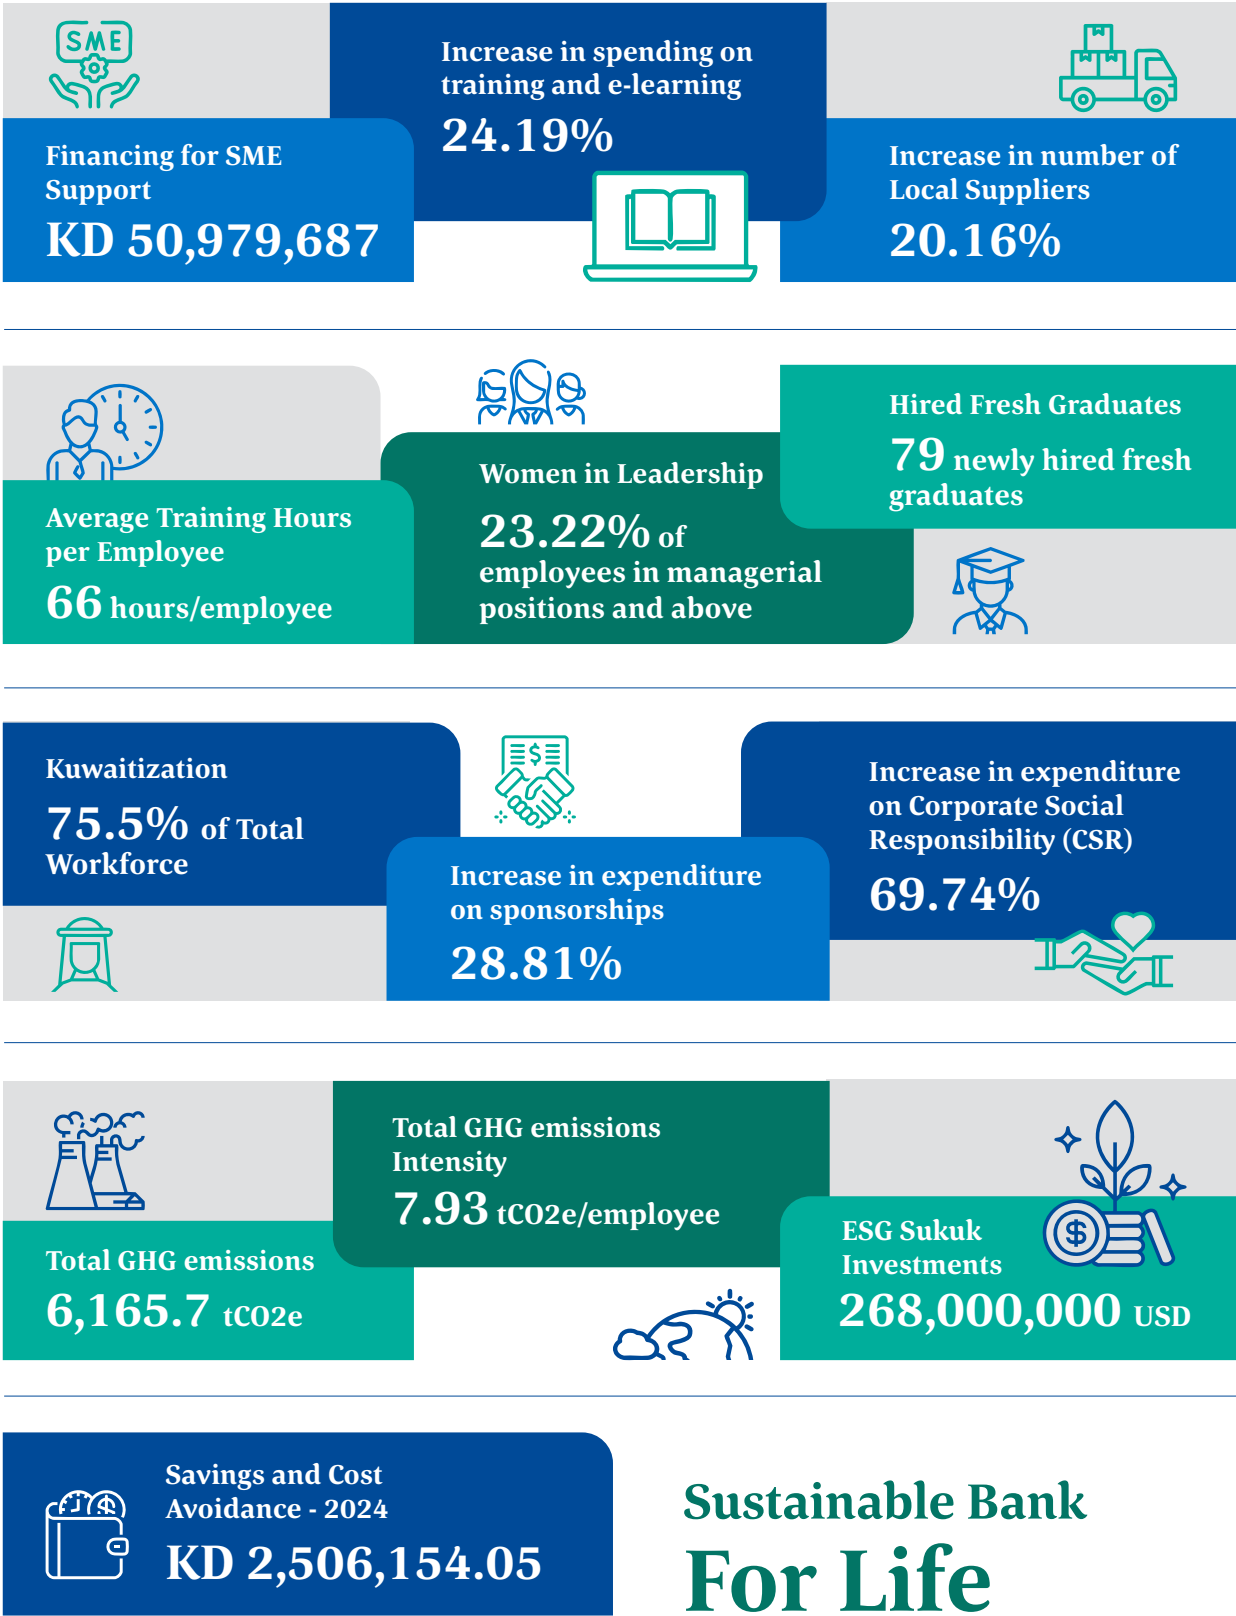 SME
Financing for SME
Support
KD 50,979,687
Increase in spending on
training and e-learning
24.19%
Increase in number of
Local Suppliers
20.16%
Average Training Hours
per Employee
66 hours/employee
Women in Leadership
23.22% of
employees in managerial
positions and above
Hired Fresh Graduates
79 newly hired fresh
graduates
Kuwaitization
75.5% of Total
Workforce
$
Increase in expenditure
on sponsorships
28.81%
Increase in expenditure
on Corporate Social
Responsibility (CSR)
69.74%
Total GHG emissions
6,165.7 tCO2e
Total GHG emissions
Intensity
7.93 tCO2e/employee
$
ESG Sukuk
Investments
268,000,000 USD
$
Savings and Cost
Avoidance - 2024
KD 2,506,154.05
Sustainable Bank
For Life